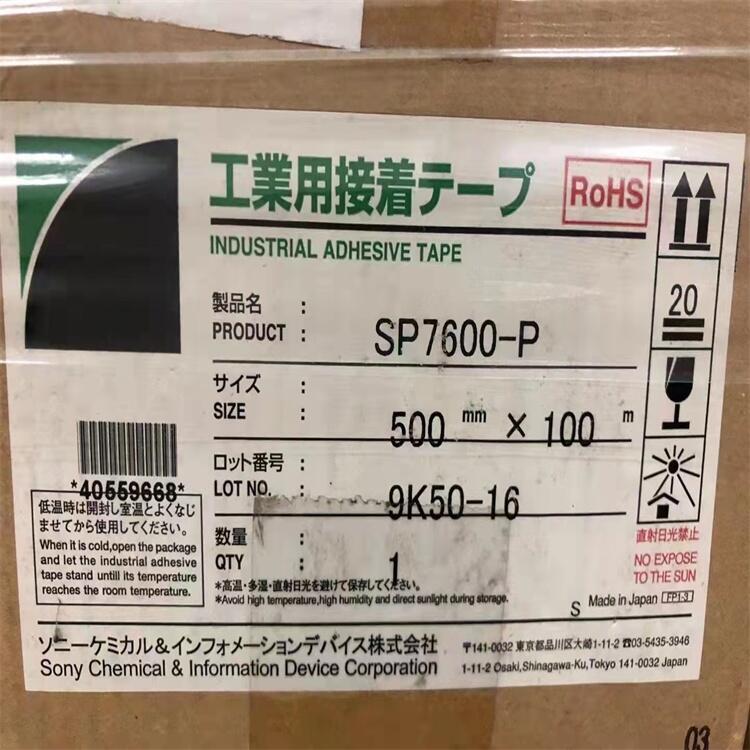 工業用接着テープ
RoHS
INDUSTRIAL ADHESIVE TAPE
20
製品名 :
PRODUCT : SP7600-P
サイズ :
SIZE : 500 mm × 100 m
ロット番号 :
LOT NO. : 9K50-16
数量 :
QTY : 1
*40559668*
低温時は開封し室温とよくなじ
ませてから使用してください。
When it is cold,open the package
and let the industrial adhesive
tape stand untill its temperature
reaches the room temperature.
直射日光禁止
NO EXPOSE
TO THE SUN
*高温・多湿・直射日光を避けて保存してください。
*Avoid high temperature,high humidity and direct sunlight during storage.
S Made in Japan FP1-3
ソニーケミカル&インフォメーションデバイス株式会社
〒141-0032 東京都品川区大崎1-11-2 ☎03-5435-3946
Sony Chemical & Information Device Corporation
1-11-2 Osaki,Shinagawa-Ku,Tokyo 141-0032 Japan
03